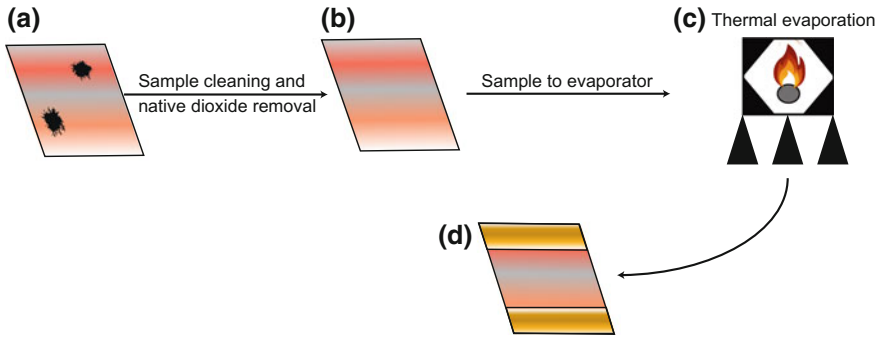 (a)
(b)
(c) Thermal evaporation
Sample cleaning and
native dioxide removal
Sample to evaporator
(d)